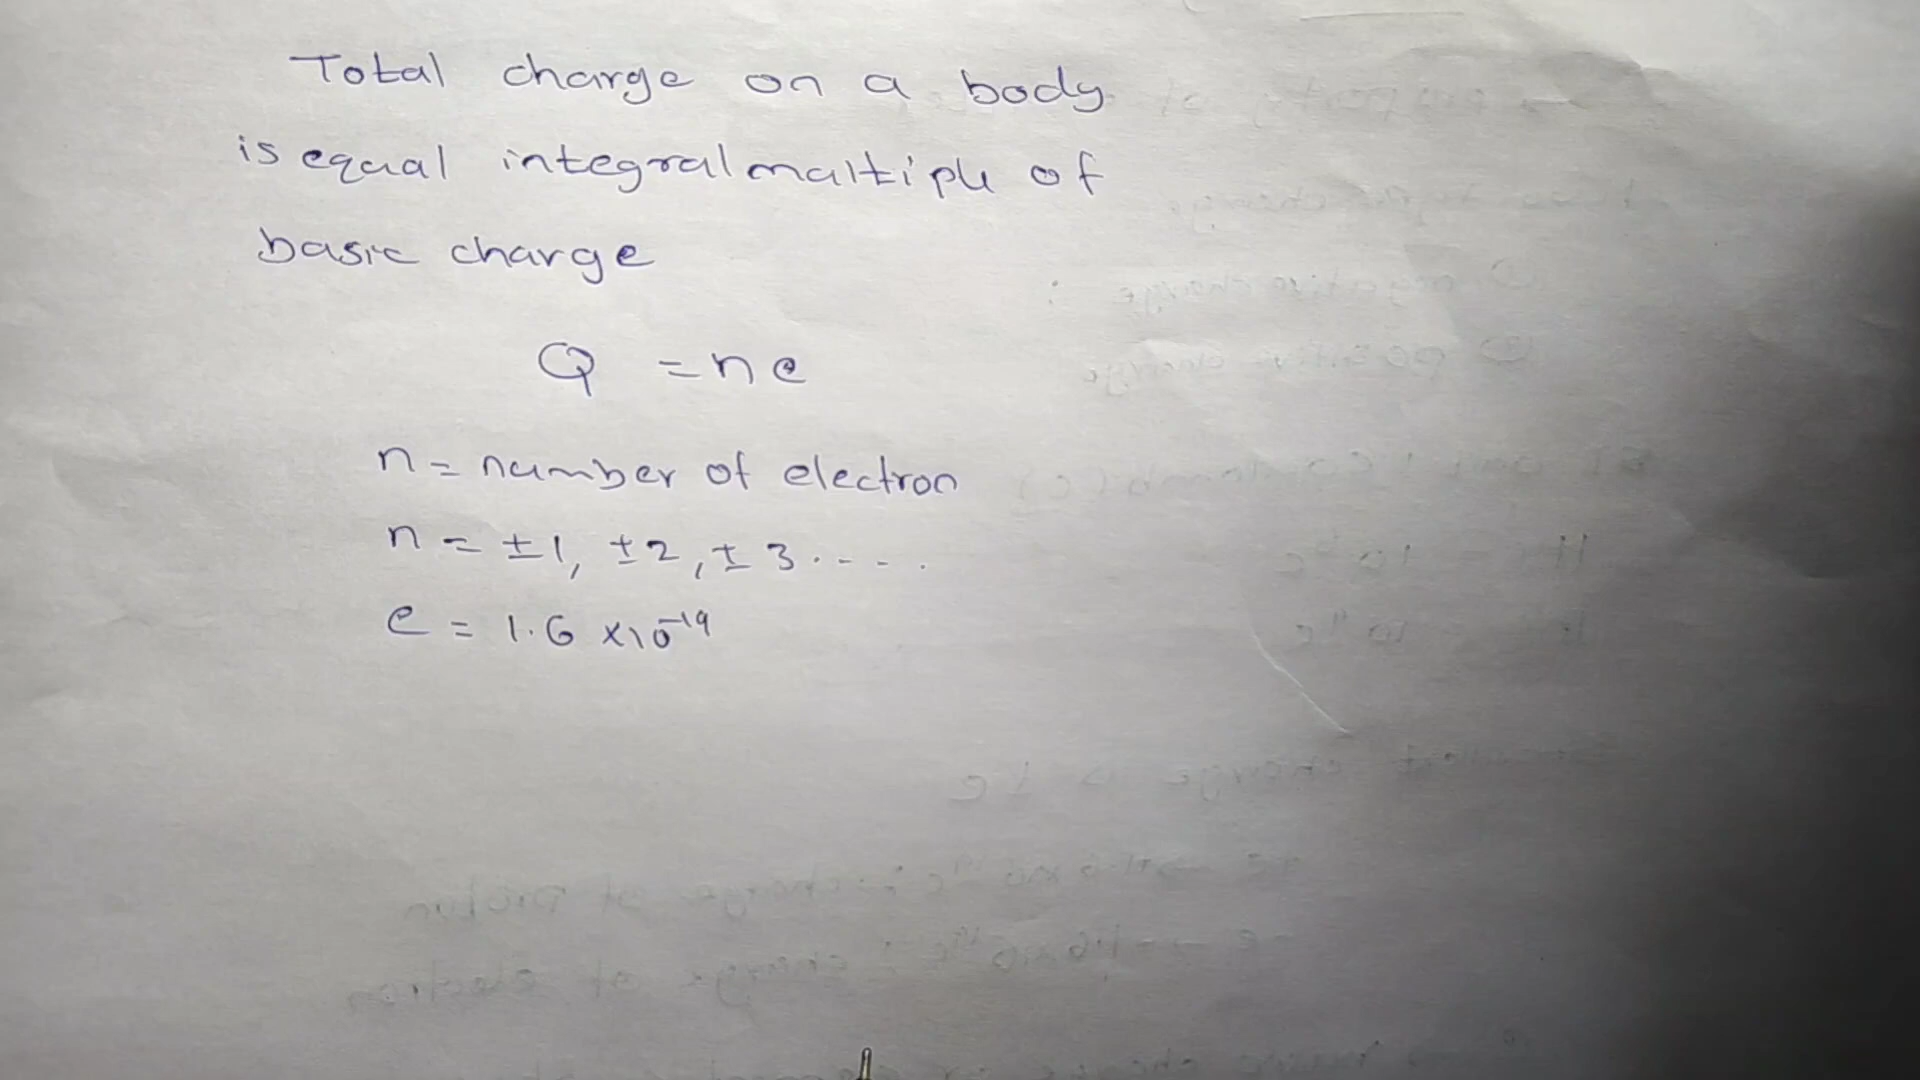 Total charge on a body
is equal integral multiple of
basic charge
Q = ne
n = number of electron
n = ±1, ±2, ± 3 ....
e = 1.6 ×10⁻¹⁹